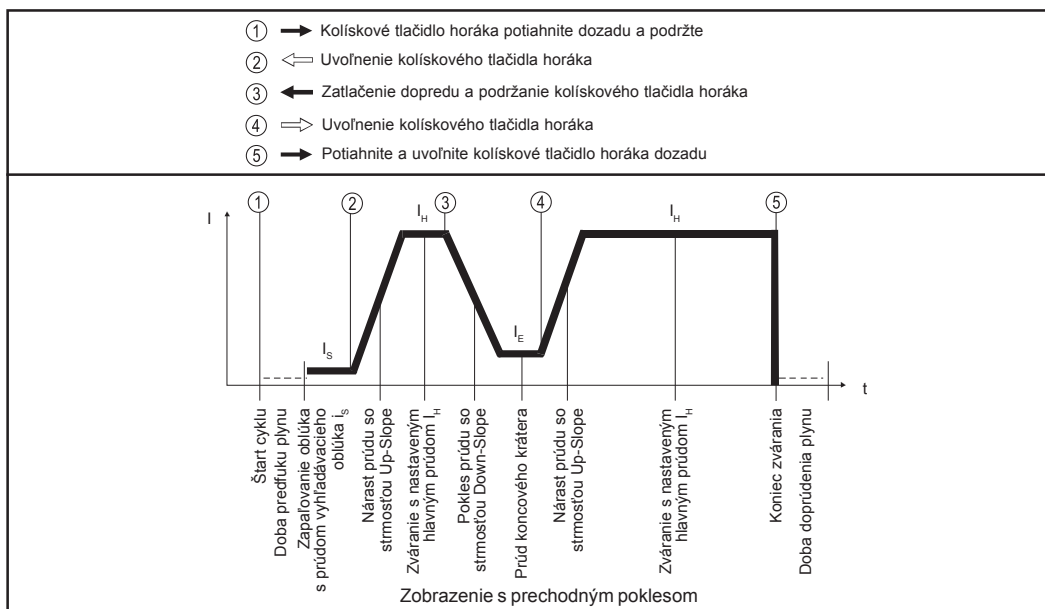 ① Kolískové tlačidlo horáka potiahnite dozadu a podržte
② Uvoľnenie kolískového tlačidla horáka
③ Zatlačenie dopredu a podržanie kolískového tlačidla horáka
④ Uvoľnenie kolískového tlačidla horáka
⑤ Potiahnite a uvoľnite kolískové tlačidlo horáka dozadu
① ② I_H ③ ④ I_H ⑤
I
I_S
I_E
t
Štart cyklu
Doba predfuku plynu
Zapaľovanie oblúka
s prúdom vyhľadávacieho
oblúka i_S
Nárast prúdu so
strmosťou Up-Slope
Zváranie s nastaveným
hlavným prúdom I_H
Pokles prúdu so
strmosťou Down-Slope
Prúd koncového krátera
Nárast prúdu so
strmosťou Up-Slope
Zváranie s nastaveným
hlavným prúdom I_H
Koniec zvárania
Doba doprúdenia plynu
Zobrazenie s prechodným poklesom